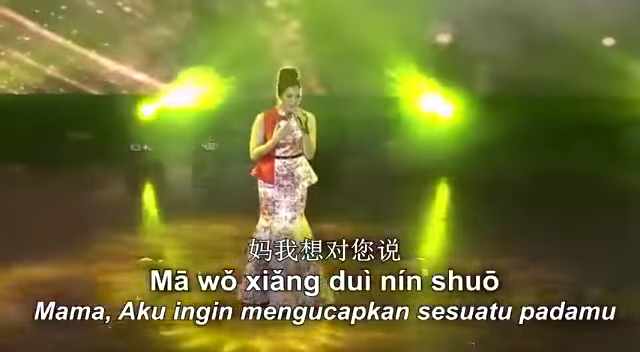 妈我想对您说
Mā wǒ xiǎng duì nín shuō
Mama, Aku ingin mengucapkan sesuatu padamu